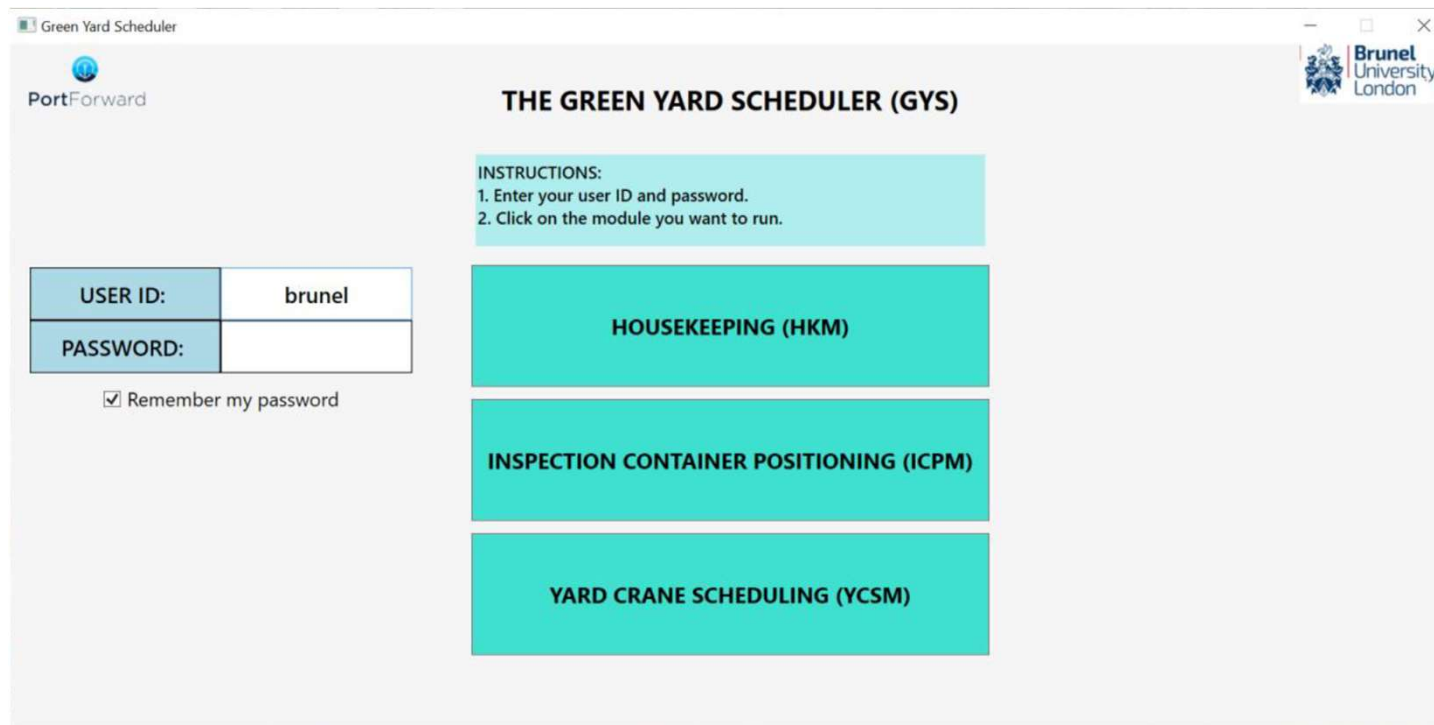 Green Yard Scheduler
PortForward
Brunel
University
London
THE GREEN YARD SCHEDULER (GYS)
INSTRUCTIONS:
1. Enter your user ID and password.
2. Click on the module you want to run.
USER ID:
brunel
PASSWORD:
Remember my password
HOUSEKEEPING (HKM)
INSPECTION CONTAINER POSITIONING (ICPM)
YARD CRANE SCHEDULING (YCSM)